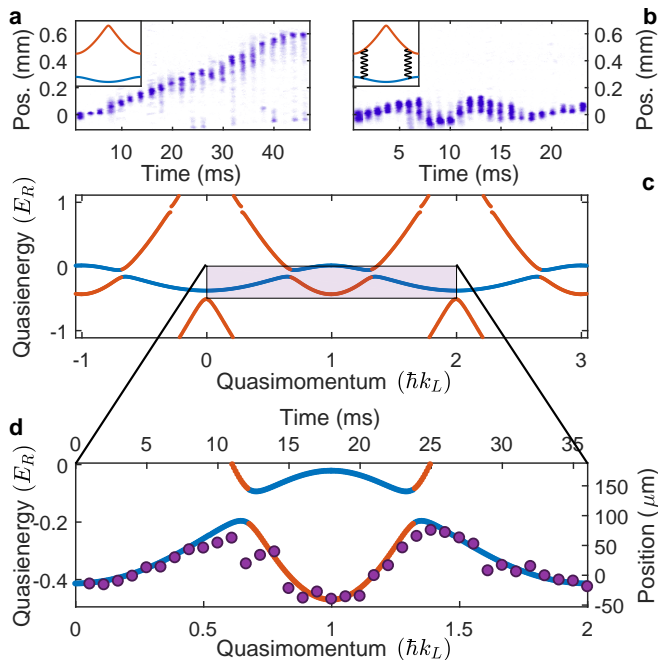 a
b
Pos. (mm)
0.6
0.4
0.2
0
10 20 30 40
Time (ms)
0.6
0.4
0.2
0
Pos. (mm)
5 10 15 20
Time (ms)
c
Quasienergy (E_R)
1
0
-1
-1 0 1 2 3
Quasimomentum (ħk_L)
d
Time (ms)
0 5 10 15 20 25 30 35
Quasienergy (E_R)
0
-0.2
-0.4
150
100
50
0
-50
Position (μm)
0 0.5 1 1.5 2
Quasimomentum (ħk_L)